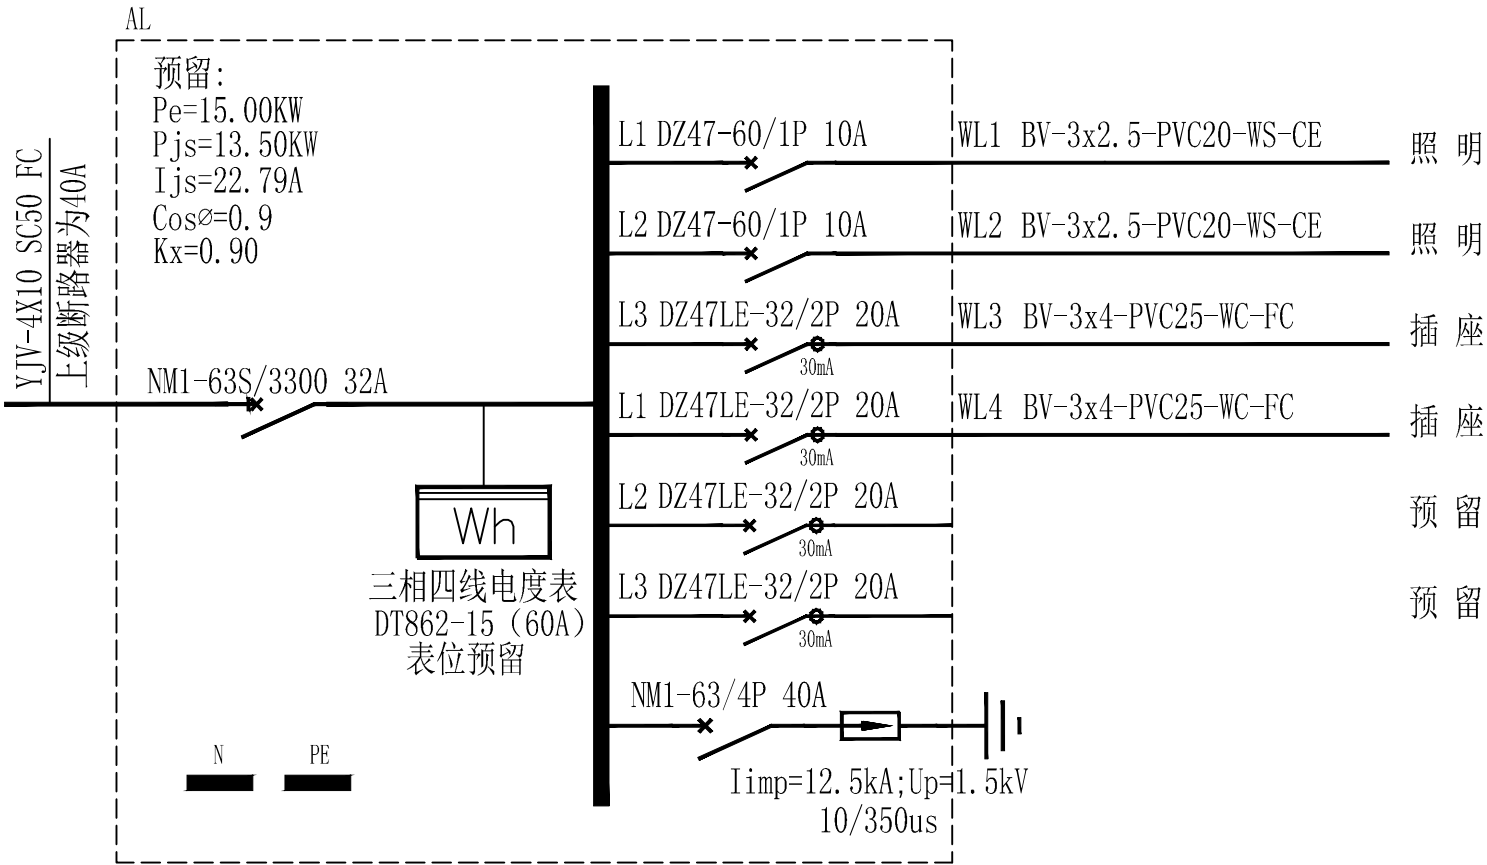 AL
预留:
Pe=15.00KW
Pjs=13.50KW
Ijs=22.79A
Cos∅=0.9
Kx=0.90
YJV-4X10 SC50 FC
上级断路器为40A
NM1-63S/3300 32A
Wh
三相四线电度表
DT862-15（60A）
表位预留
N
PE
L1 DZ47-60/1P 10A WL1 BV-3x2.5-PVC20-WS-CE 照明
L2 DZ47-60/1P 10A WL2 BV-3x2.5-PVC20-WS-CE 照明
L3 DZ47LE-32/2P 20A WL3 BV-3x4-PVC25-WC-FC 插座
30mA
L1 DZ47LE-32/2P 20A WL4 BV-3x4-PVC25-WC-FC 插座
30mA
L2 DZ47LE-32/2P 20A 预留
30mA
L3 DZ47LE-32/2P 20A 预留
30mA
NM1-63/4P 40A
Iimp=12.5kA;Up=1.5kV
10/350us